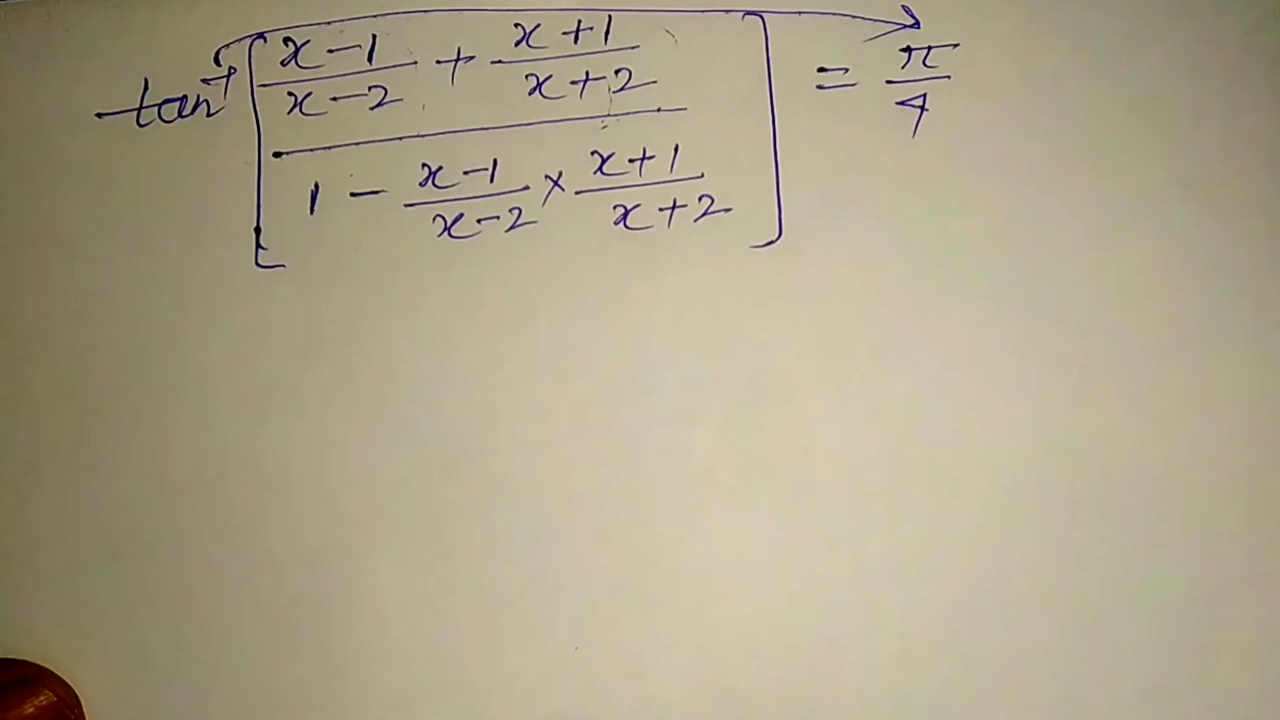 tan⁻¹ [ (x-1)/(x-2) + (x+1)/(x+2) / 1 - (x-1)/(x-2) × (x+1)/(x+2) ] = π/4